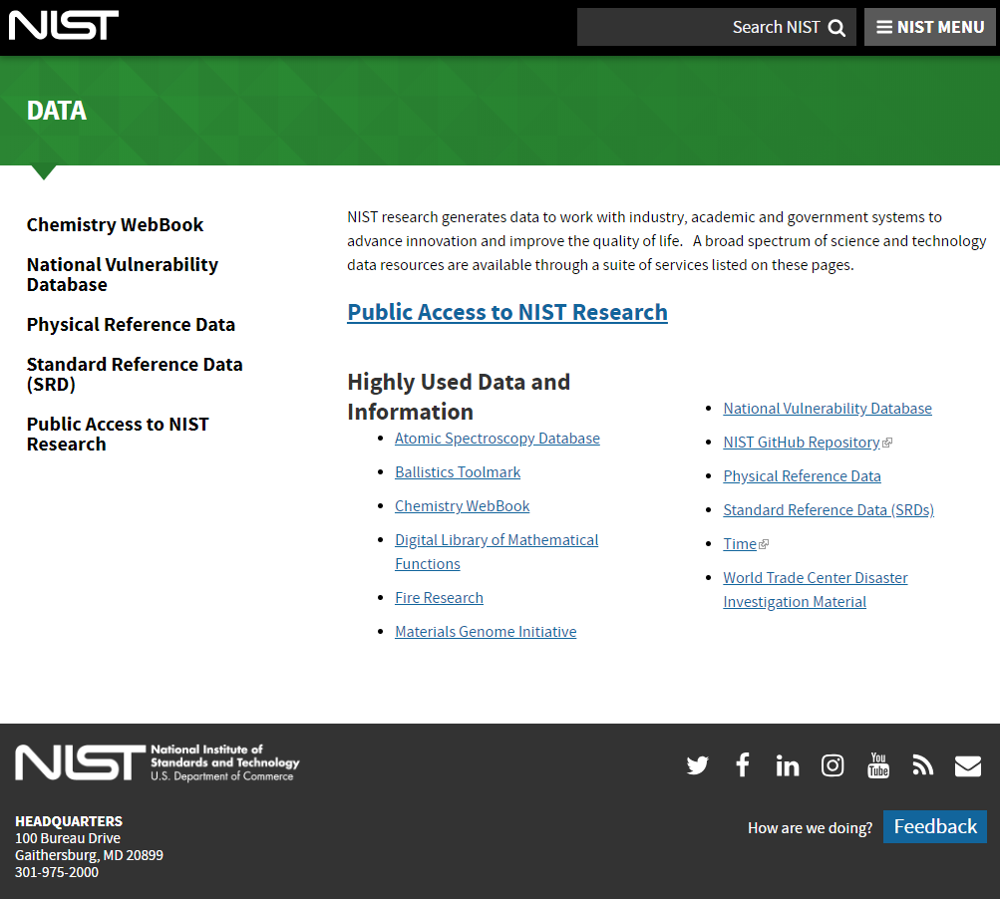 NIST
Search NIST
NIST MENU
DATA
Chemistry WebBook
National Vulnerability
Database
Physical Reference Data
Standard Reference Data
(SRD)
Public Access to NIST
Research
NIST research generates data to work with industry, academic and government systems to
advance innovation and improve the quality of life.   A broad spectrum of science and technology
data resources are available through a suite of services listed on these pages.
Public Access to NIST Research
Highly Used Data and
Information
• Atomic Spectroscopy Database
• Ballistics Toolmark
• Chemistry WebBook
• Digital Library of Mathematical
Functions
• Fire Research
• Materials Genome Initiative
• National Vulnerability Database
• NIST GitHub Repository
• Physical Reference Data
• Standard Reference Data (SRDs)
• Time
• World Trade Center Disaster
Investigation Material
NIST
National Institute of
Standards and Technology
U.S. Department of Commerce
You
Tube
HEADQUARTERS
100 Bureau Drive
Gaithersburg, MD 20899
301-975-2000
How are we doing?
Feedback